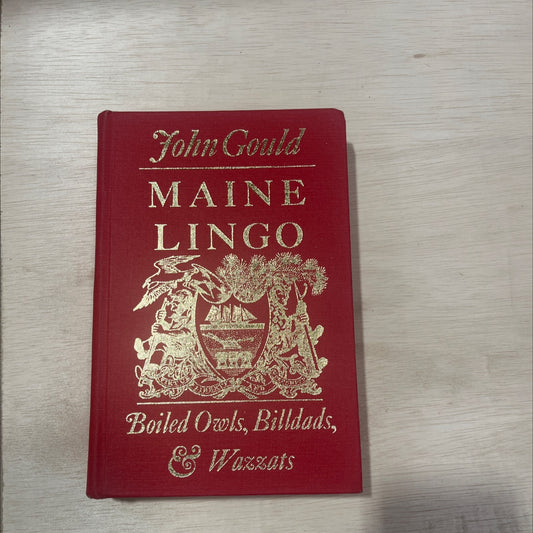 John Gould
MAINE
LINGO
Boiled Owls, Billdads,
& Wazzats